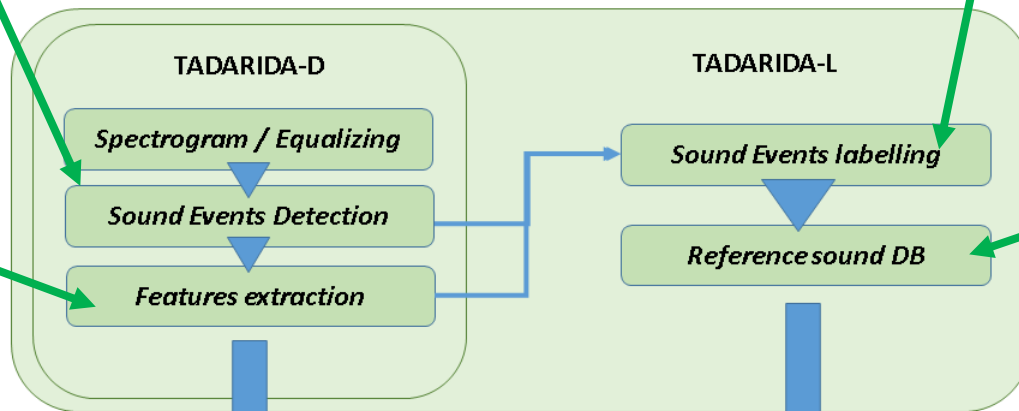 TADARIDA-D
Spectrogram / Equalizing
Sound Events Detection
Features extraction
TADARIDA-L
Sound Events labelling
Reference sound DB